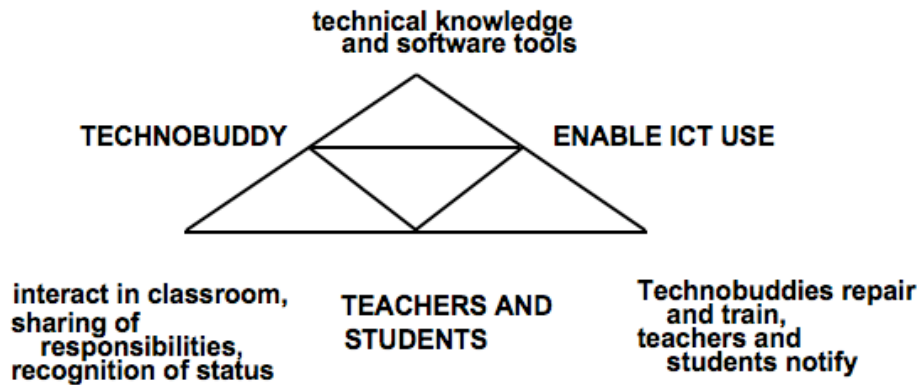 technical knowledge
and software tools
TECHNOBUDDY
ENABLE ICT USE
interact in classroom,
sharing of
responsibilities,
recognition of status
TEACHERS AND
STUDENTS
Technobuddies repair
and train,
teachers and
students notify